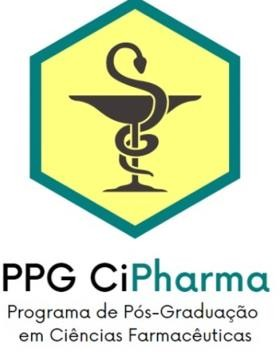 PPG CiPharma
Programa de Pós-Graduação
em Ciências Farmacêuticas